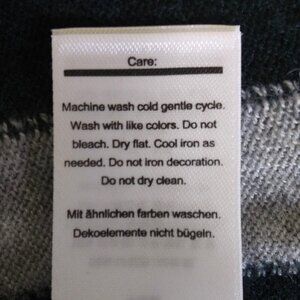 Care:
Machine wash cold gentle cycle.
Wash with like colors. Do not
bleach. Dry flat. Cool iron as
needed. Do not iron decoration.
Do not dry clean.
Mit ähnlichen farben waschen.
Dekoelemente nicht bügeln.